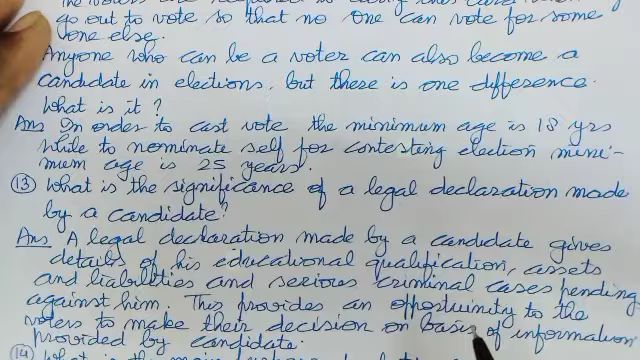 go out to vote so that no one can vote for some
one else.
Anyone who can be a voter can also become a
candidate in elections, but there is one difference.
What is it?
Ans In order to cast vote the minimum age is 18 yrs
while to nominate self for contesting election mini-
mum age is 25 years.
13 What is the significance of a legal declaration made
by a candidate?
Ans A legal declaration made by a candidate gives
details of his educational qualification, assets
and liabilities and serious criminal cases pending
against him. This provides an opportunity to the
voters to make their decision on basis of information
provided by candidate.
14 What is the